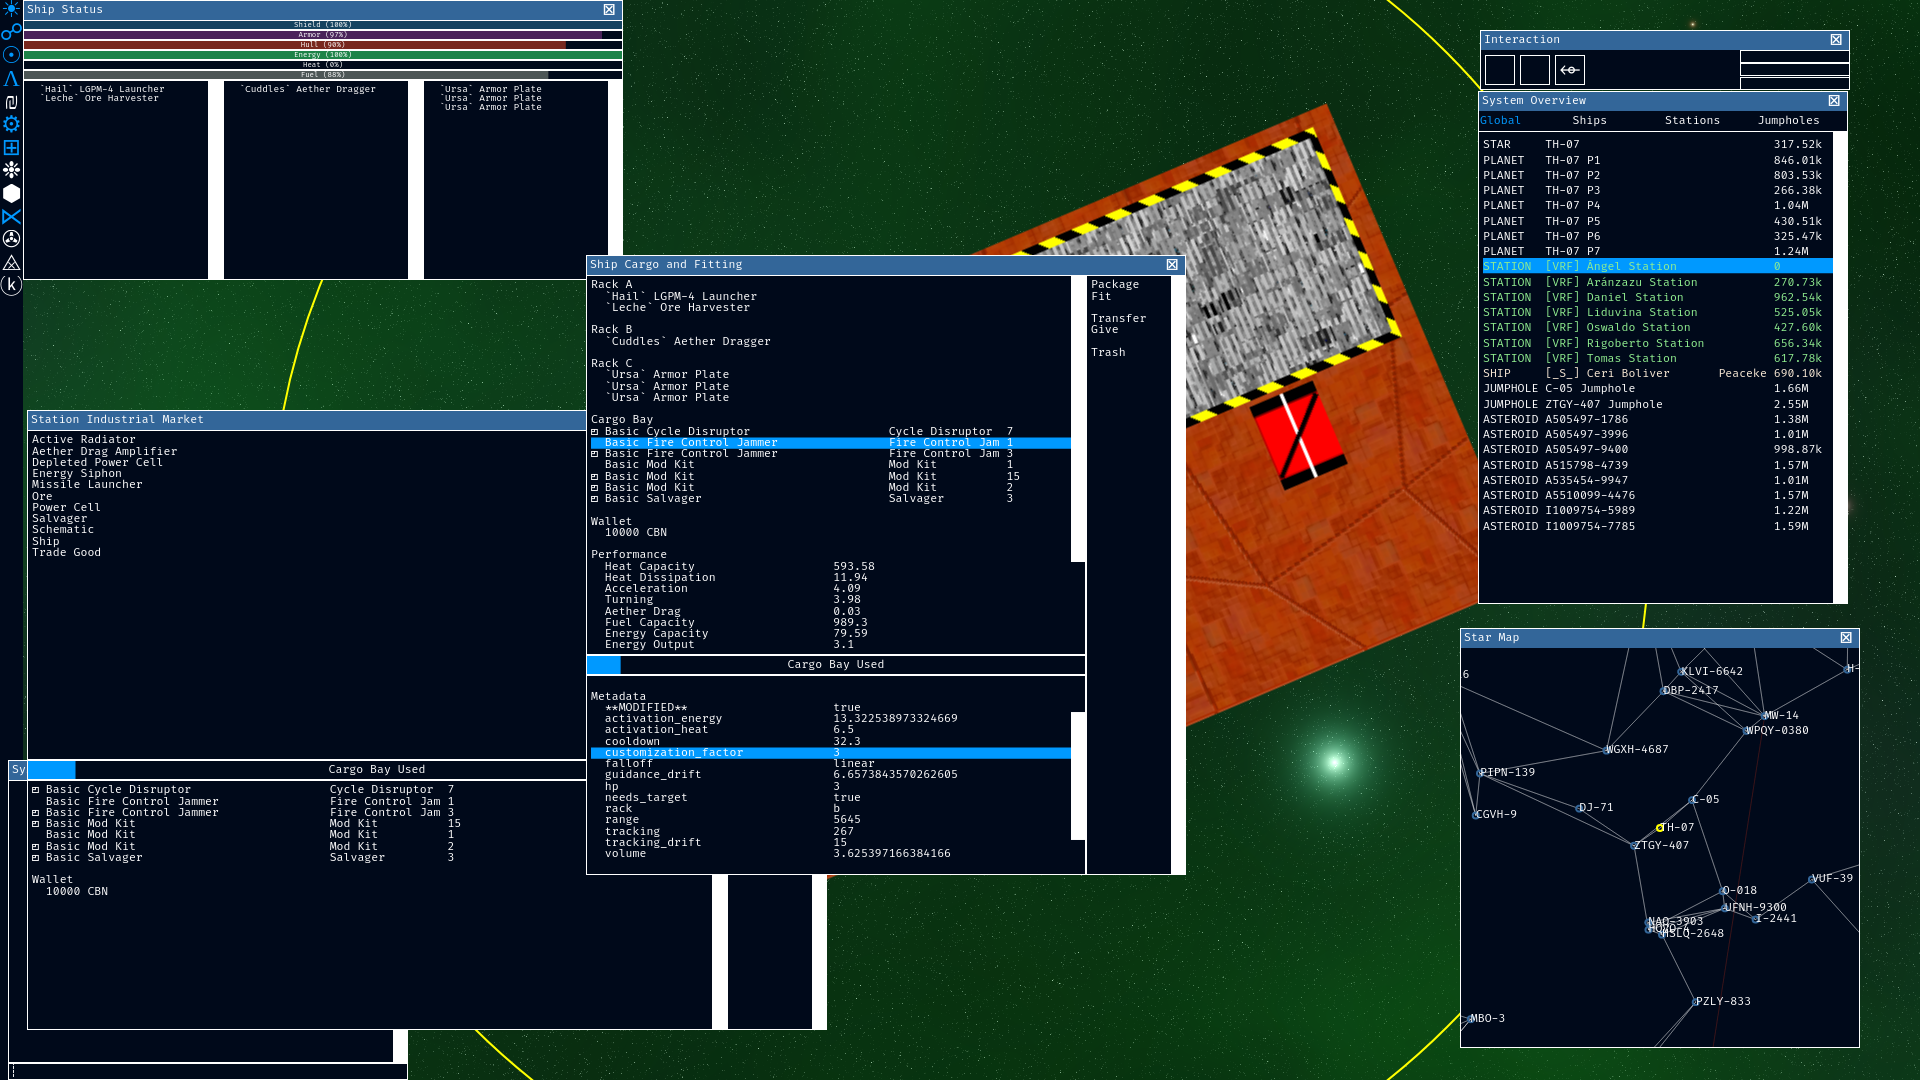 Ship Status
Shield (100%)
Armor (97%)
Hull (90%)
Energy (100%)
Heat (0%)
Fuel (88%)
`Hail` LGPM-4 Launcher
`Leche` Ore Harvester
`Cuddles` Aether Dragger
`Ursa` Armor Plate
`Ursa` Armor Plate
`Ursa` Armor Plate
Interaction
System Overview
Global Ships Stations Jumpholes
STAR TH-07 317.52k
PLANET TH-07 P1 846.01k
PLANET TH-07 P2 803.53k
PLANET TH-07 P3 266.38k
PLANET TH-07 P4 1.04M
PLANET TH-07 P5 430.51k
PLANET TH-07 P6 325.47k
PLANET TH-07 P7 1.24M
STATION [VRF] Ángel Station 0
STATION [VRF] Aránzazu Station 270.73k
STATION [VRF] Daniel Station 962.54k
STATION [VRF] Liduvina Station 525.05k
STATION [VRF] Oswaldo Station 427.60k
STATION [VRF] Rigoberto Station 656.34k
STATION [VRF] Tomas Station 617.78k
SHIP [_S_] Ceri Boliver Peaceke 690.10k
JUMPHOLE C-05 Jumphole 1.66M
JUMPHOLE ZTGY-407 Jumphole 2.55M
ASTEROID A505497-1786 1.38M
ASTEROID A505497-3996 1.01M
ASTEROID A505497-9400 998.87k
ASTEROID A515798-4739 1.57M
ASTEROID A535454-9947 1.01M
ASTEROID A5510099-4476 1.57M
ASTEROID I1009754-5989 1.22M
ASTEROID I1009754-7785 1.59M
Ship Cargo and Fitting
Rack A
`Hail` LGPM-4 Launcher
`Leche` Ore Harvester
Rack B
`Cuddles` Aether Dragger
Rack C
`Ursa` Armor Plate
`Ursa` Armor Plate
`Ursa` Armor Plate
Cargo Bay
Basic Cycle Disruptor Cycle Disruptor 7
Basic Fire Control Jammer Fire Control Jam 1
Basic Fire Control Jammer Fire Control Jam 3
Basic Mod Kit Mod Kit 1
Basic Mod Kit Mod Kit 15
Basic Mod Kit Mod Kit 2
Basic Salvager Salvager 3
Wallet
10000 CBN
Performance
Heat Capacity 593.58
Heat Dissipation 11.94
Acceleration 4.09
Turning 3.98
Aether Drag 0.03
Fuel Capacity 989.3
Energy Capacity 79.59
Energy Output 3.1
Cargo Bay Used
Metadata
**MODIFIED** true
activation_energy 13.322538973324669
activation_heat 6.5
cooldown 32.3
customization_factor 3
falloff linear
guidance_drift 6.6573843570262605
hp 3
needs_target true
rack b
range 5645
tracking 267
tracking_drift 15
volume 3.625397166384166
Package
Fit
Transfer
Give
Trash
Station Industrial Market
Active Radiator
Aether Drag Amplifier
Depleted Power Cell
Energy Siphon
Missile Launcher
Ore
Power Cell
Salvager
Schematic
Ship
Trade Good
Sy
Cargo Bay Used
Basic Cycle Disruptor Cycle Disruptor 7
Basic Fire Control Jammer Fire Control Jam 1
Basic Fire Control Jammer Fire Control Jam 3
Basic Mod Kit Mod Kit 15
Basic Mod Kit Mod Kit 1
Basic Mod Kit Mod Kit 2
Basic Salvager Salvager 3
Wallet
10000 CBN
Star Map
6
KLVI-6642
H-
DBP-2417
MW-14
WPQY-0380
WGXH-4687
PIPN-139
C-05
DJ-71
CGVH-9
TH-07
ZTGY-407
VUF-39
O-018
UFNH-9300
I-2441
NAO-3903
HSLQ-2648
PZLY-833
MBO-3